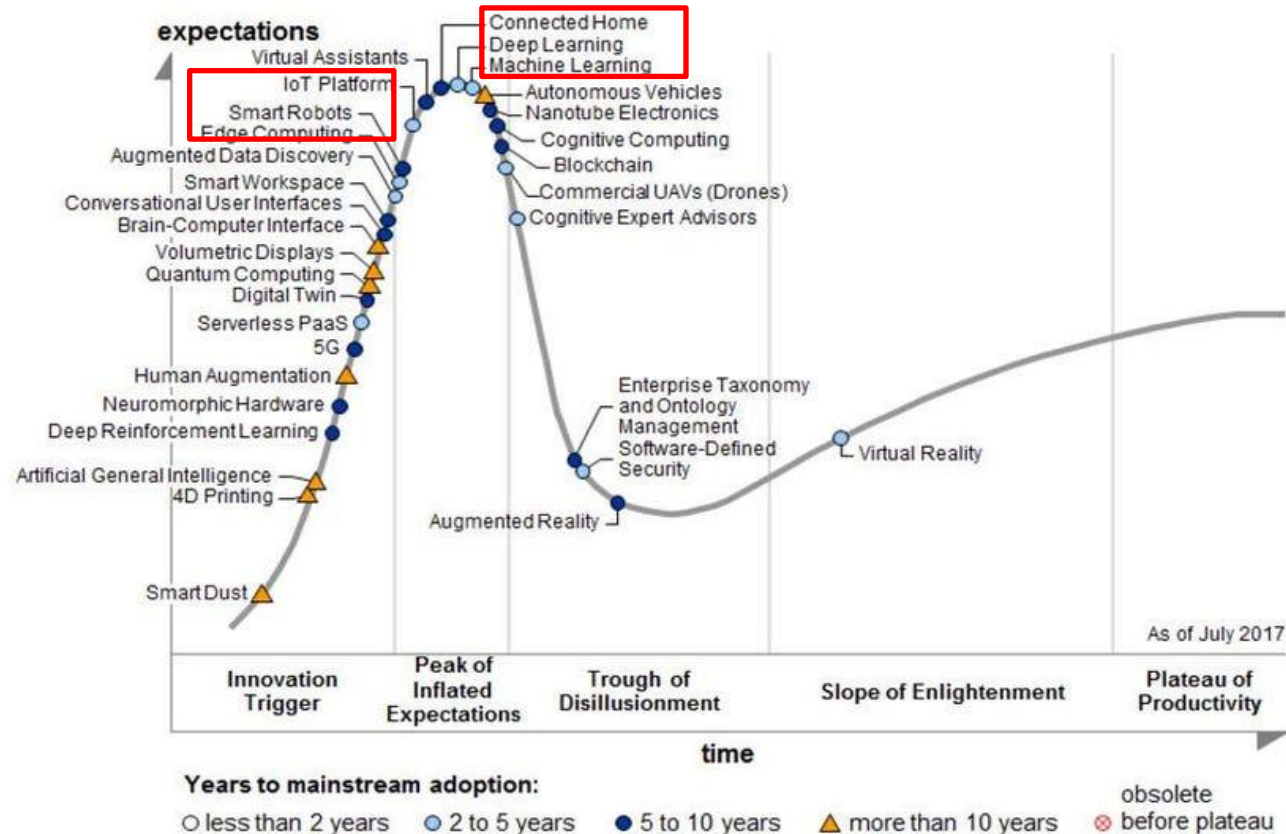 expectations
Connected Home
Deep Learning
Machine Learning
Virtual Assistants
IoT Platform
Smart Robots
Edge Computing
Augmented Data Discovery
Smart Workspace
Conversational User Interfaces
Brain-Computer Interface
Volumetric Displays
Quantum Computing
Digital Twin
Serverless PaaS
5G
Human Augmentation
Neuromorphic Hardware
Deep Reinforcement Learning
Artificial General Intelligence
4D Printing
Smart Dust
Autonomous Vehicles
Nanotube Electronics
Cognitive Computing
Blockchain
Commercial UAVs (Drones)
Cognitive Expert Advisors
Enterprise Taxonomy
and Ontology
Management
Software-Defined
Security
Augmented Reality
Virtual Reality
As of July 2017
Innovation
Trigger
Peak of
Inflated
Expectations
Trough of
Disillusionment
Slope of Enlightenment
Plateau of
Productivity
time
Years to mainstream adoption:
less than 2 years
2 to 5 years
5 to 10 years
more than 10 years
obsolete
before plateau